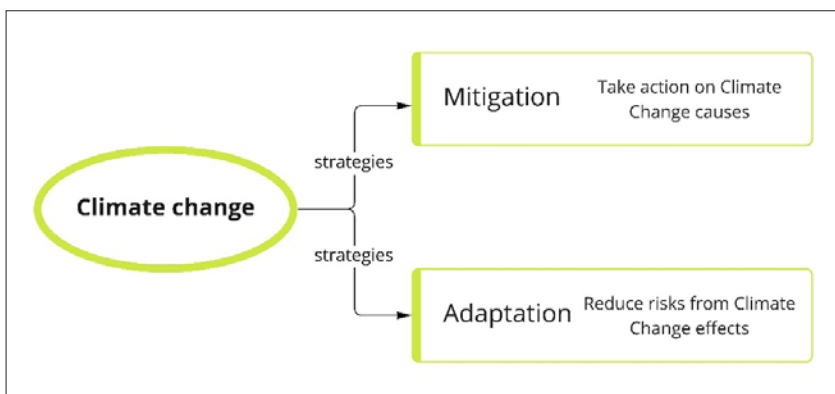 Mitigation
Take action on Climate
Change causes
strategies
Climate change
strategies
Adaptation
Reduce risks from Climate
Change effects